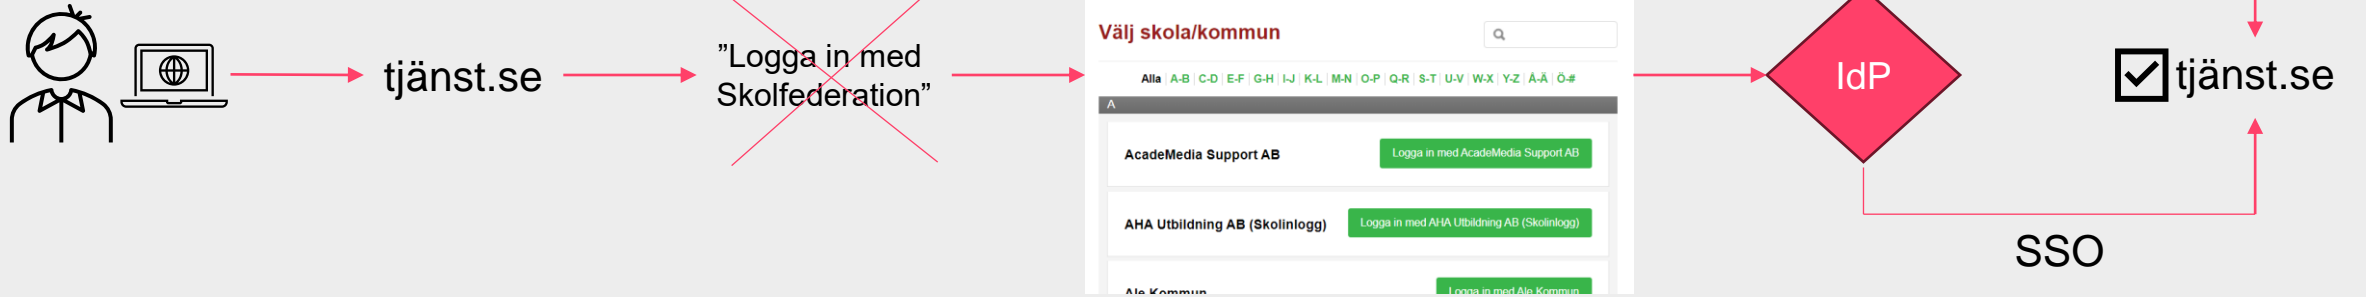 tjänst.se
”Logga in med
Skolfederation”
Välj skola/kommun
Alla | A-B | C-D | E-F | G-H | I-J | K-L | M-N | O-P | Q-R | S-T | U-V | W-X | Y-Z | Å-Ä | Ö-#
A
AcadeMedia Support AB
Logga in med AcadeMedia Support AB
AHA Utbildning AB (Skolinlogg)
Logga in med AHA Utbildning AB (Skolinlogg)
Ale Kommun
Logga in med Ale Kommun
IdP
tjänst.se
SSO